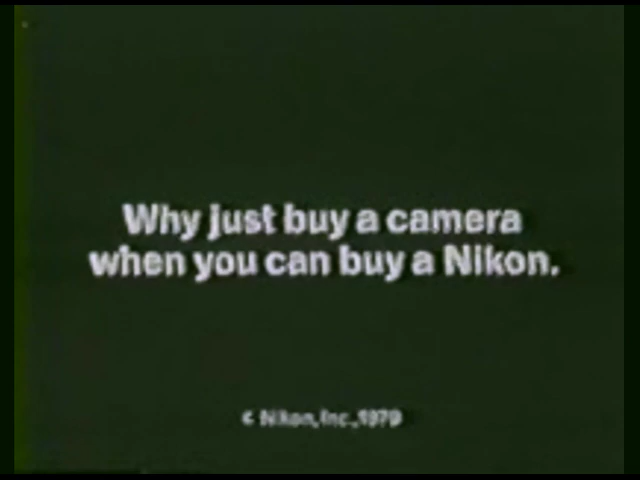 Why just buy a camera
when you can buy a Nikon.
© Nikon, Inc., 1979